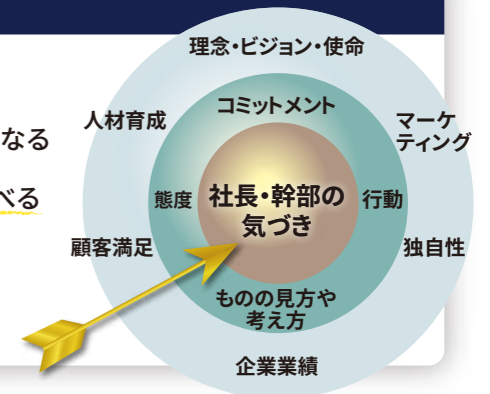 理念・ビジョン・使命
コミットメント
人材育成
マーケ
ティング
なる
べる
態度
社長・幹部の
気づき
行動
顧客満足
独自性
ものの見方や
考え方
企業業績